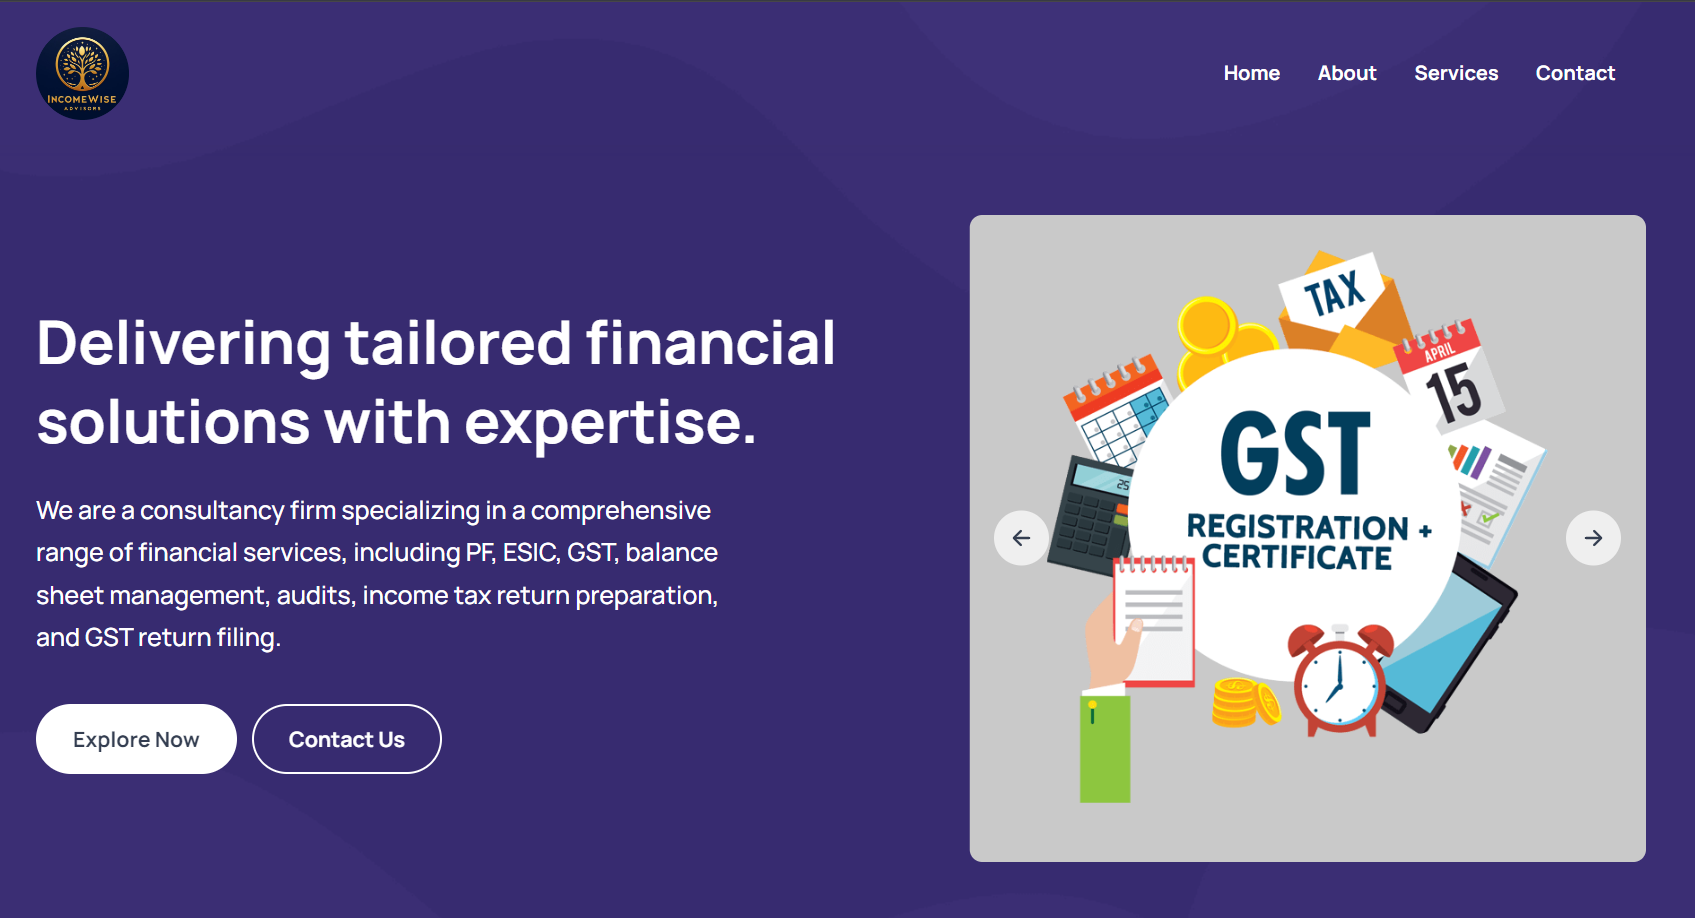 INCOMEWISE
ADVISORS
Home About Services Contact
Delivering tailored financial
solutions with expertise.
We are a consultancy firm specializing in a comprehensive
range of financial services, including PF, ESIC, GST, balance
sheet management, audits, income tax return preparation,
and GST return filing.
Explore Now Contact Us
TAX
APRIL
15
25
GST
REGISTRATION +
CERTIFICATE